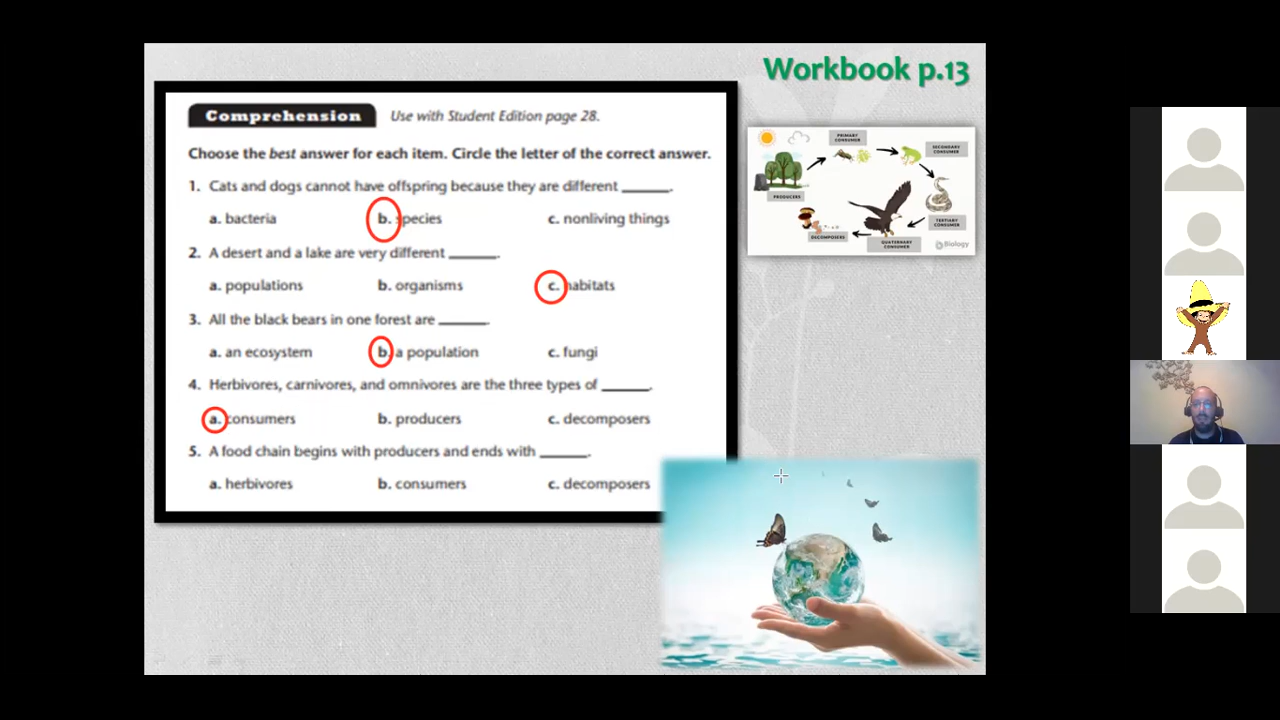 Workbook p.13
Comprehension Use with Student Edition page 28.
Choose the best answer for each item. Circle the letter of the correct answer.
1. Cats and dogs cannot have offspring because they are different ______.
a. bacteria b. species c. nonliving things
2. A desert and a lake are very different ______.
a. populations b. organisms c. habitats
3. All the black bears in one forest are ______.
a. an ecosystem b. a population c. fungi
4. Herbivores, carnivores, and omnivores are the three types of ______.
a. consumers b. producers c. decomposers
5. A food chain begins with producers and ends with ______.
a. herbivores b. consumers c. decomposers
PRIMARY
CONSUMER
SECONDARY
CONSUMER
PRODUCERS
TERTIARY
CONSUMER
DECOMPOSERS
QUATERNARY
CONSUMER
Biology